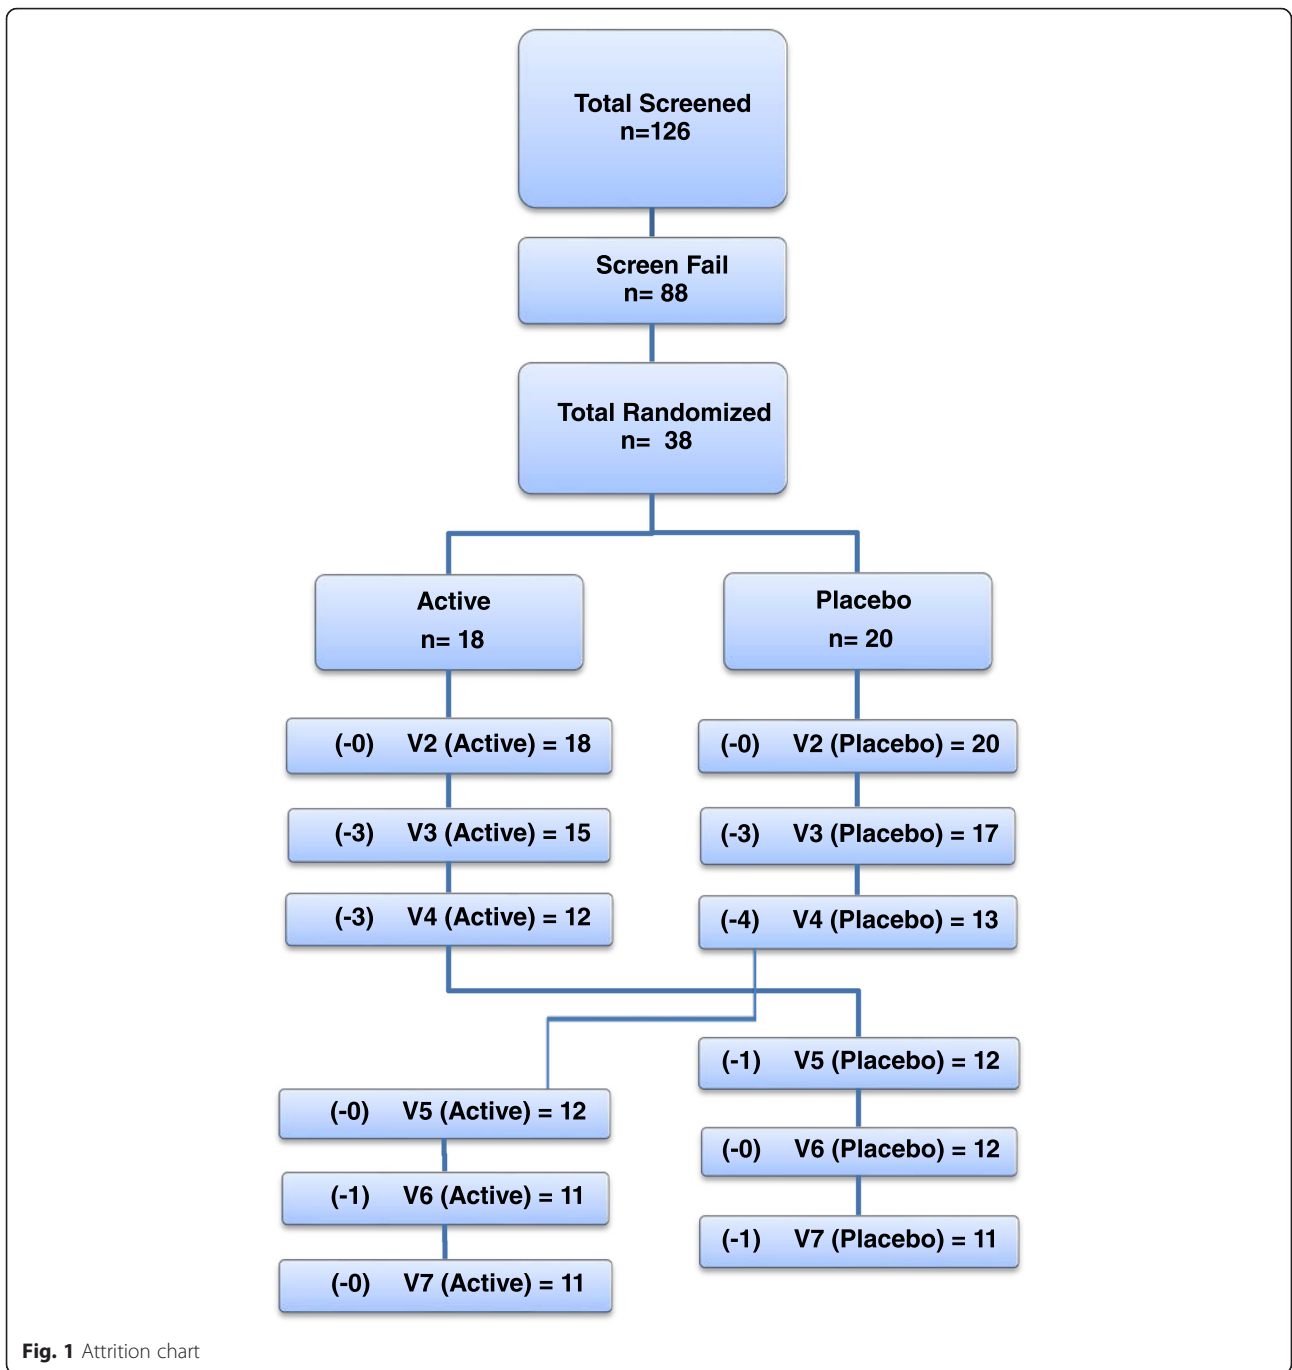 Total Screened
n=126
Screen Fail
n= 88
Total Randomized
n= 38
Active
n= 18
Placebo
n= 20
(-0) V2 (Active) = 18
(-0) V2 (Placebo) = 20
(-3) V3 (Active) = 15
(-3) V3 (Placebo) = 17
(-3) V4 (Active) = 12
(-4) V4 (Placebo) = 13
(-1) V5 (Placebo) = 12
(-0) V5 (Active) = 12
(-0) V6 (Placebo) = 12
(-1) V6 (Active) = 11
(-1) V7 (Placebo) = 11
(-0) V7 (Active) = 11
Fig. 1 Attrition chart